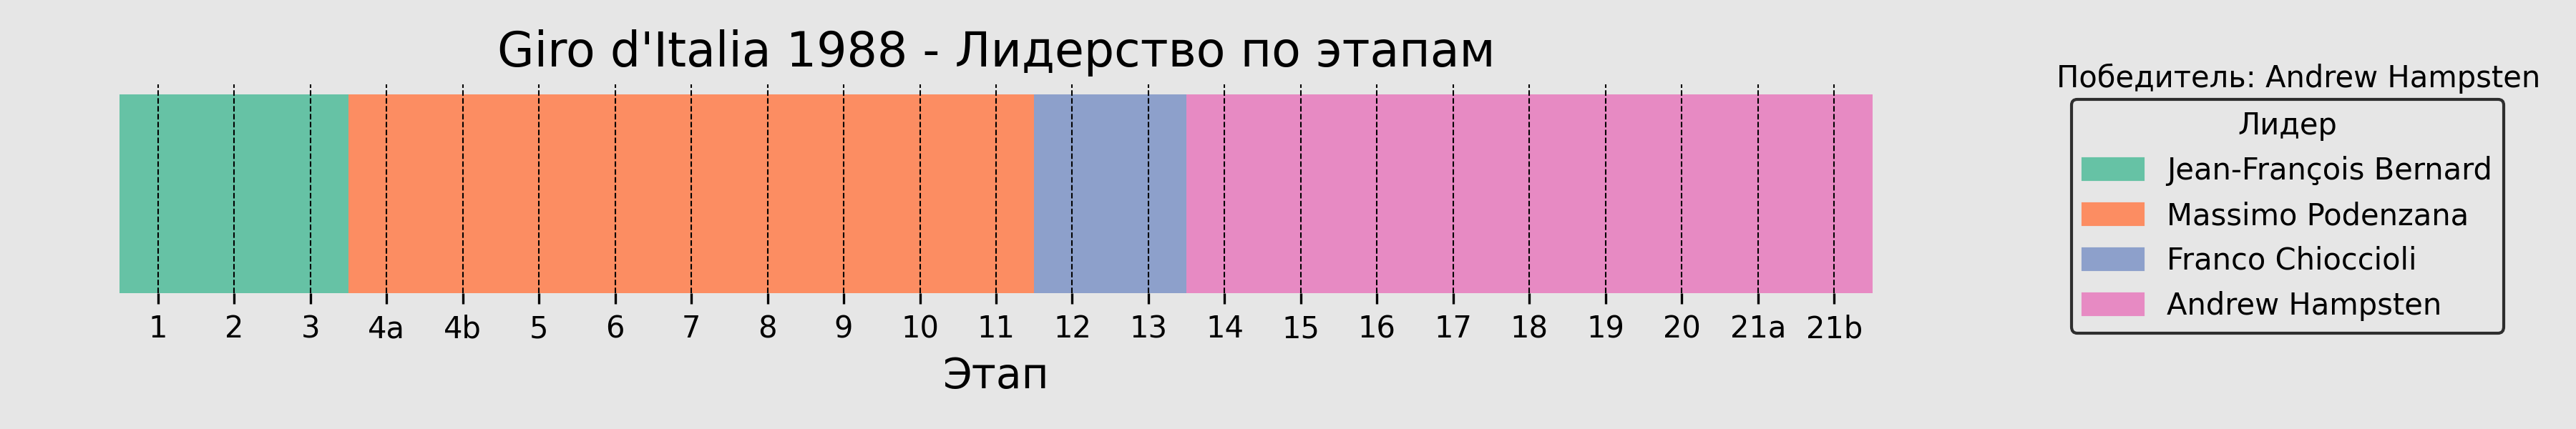 Giro d'Italia 1988 - Лидерство по этапам
1 2 3 4a 4b 5 6 7 8 9 10 11 12 13 14 15 16 17 18 19 20 21a 21b
Этап
Победитель: Andrew Hampsten
Лидер
Jean-François Bernard
Massimo Podenzana
Franco Chioccioli
Andrew Hampsten